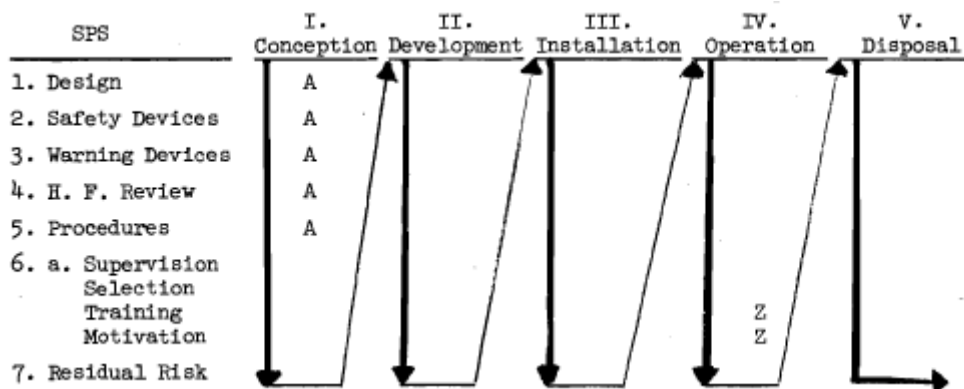 I. II. III. IV. V.
SPS Conception Development Installation Operation Disposal
1. Design A
2. Safety Devices A
3. Warning Devices A
4. H. F. Review A
5. Procedures A
6. a. Supervision
Selection
Training Z
Motivation Z
7. Residual Risk